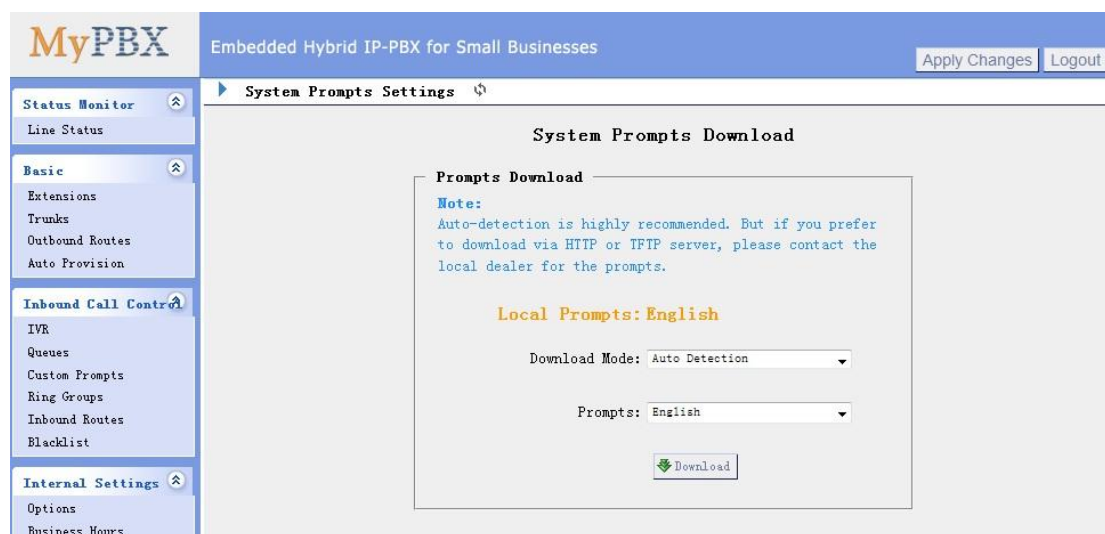 MyPBX
Embedded Hybrid IP-PBX for Small Businesses
Apply Changes
Logout
Status Monitor
Line Status
Basic
Extensions
Trunks
Outbound Routes
Auto Provision
Inbound Call Control
IVR
Queues
Custom Prompts
Ring Groups
Inbound Routes
Blacklist
Internal Settings
Options
Business Hours
System Prompts Settings
System Prompts Download
Prompts Download
Note:
Auto-detection is highly recommended. But if you prefer
to download via HTTP or TFTP server, please contact the
local dealer for the prompts.
Local Prompts: English
Download Mode: Auto Detection
Prompts: English
Download